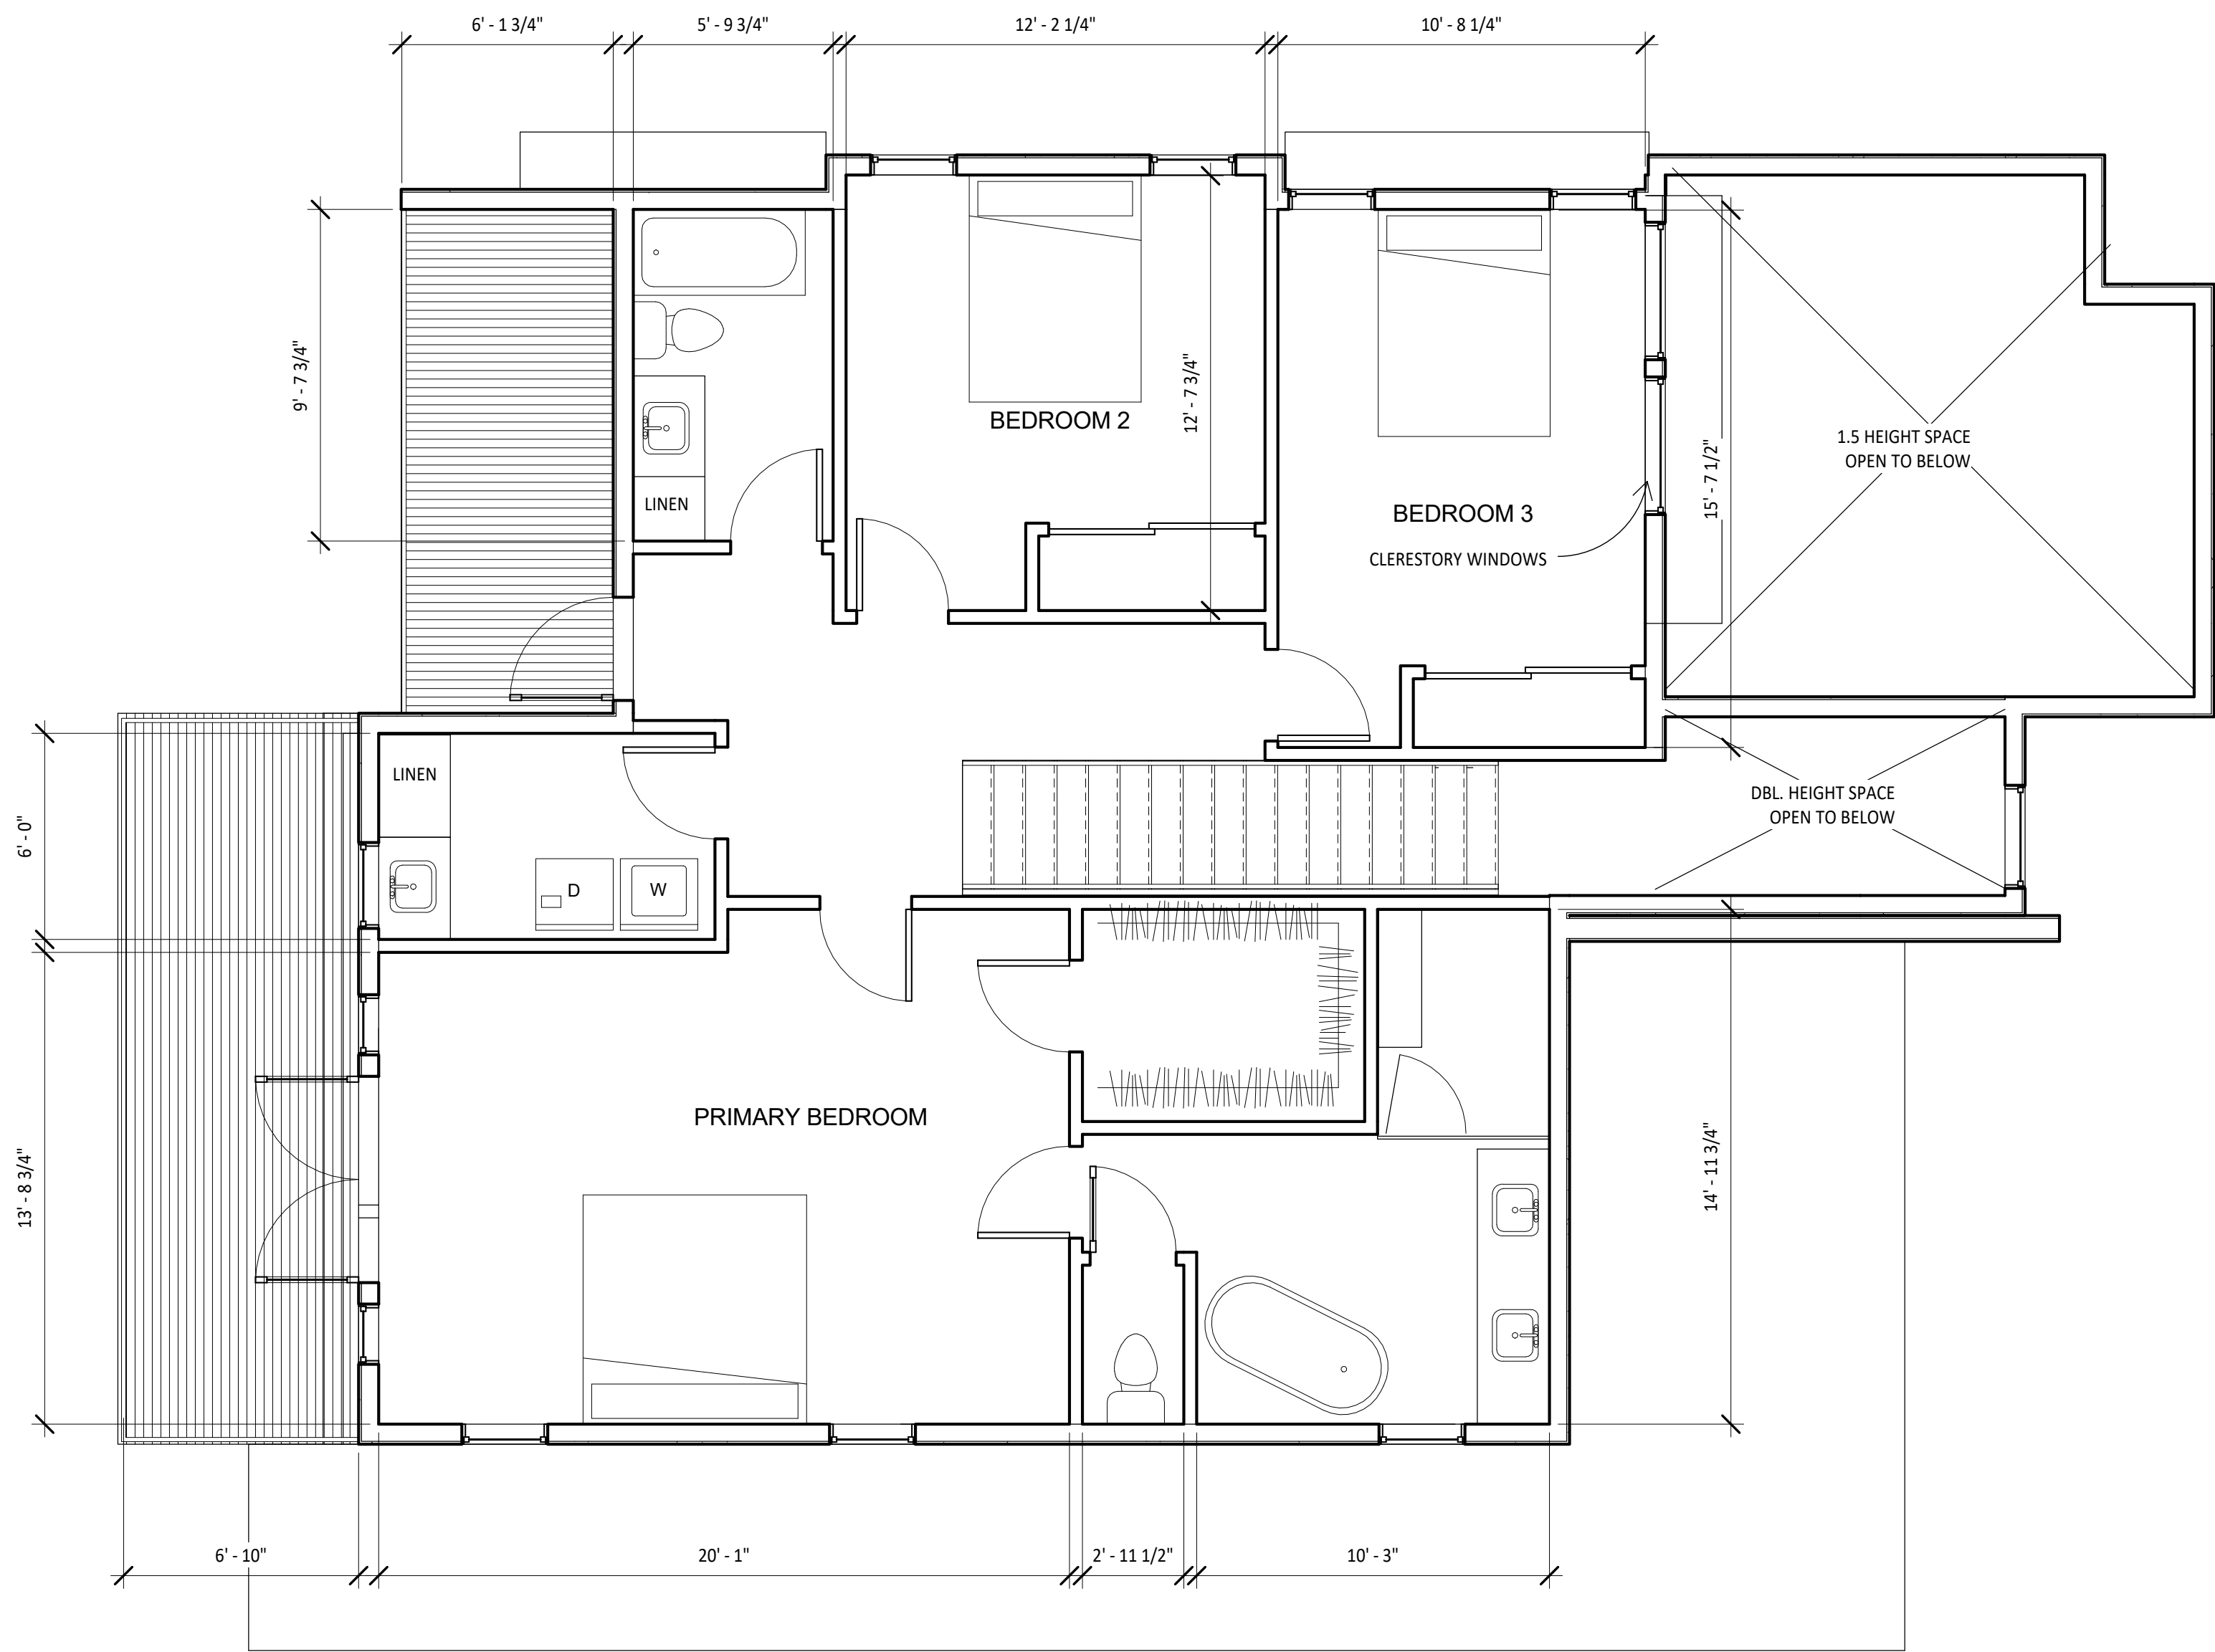 6' - 1 3/4"
5' - 9 3/4"
12' - 2 1/4"
10' - 8 1/4"
9' - 7 3/4"
12' - 7 3/4"
BEDROOM 2
1.5 HEIGHT SPACE
OPEN TO BELOW
15' - 7 1/2"
LINEN
BEDROOM 3
CLERESTORY WINDOWS
LINEN
DBL. HEIGHT SPACE
OPEN TO BELOW
6' - 0"
D
W
PRIMARY BEDROOM
13' - 8 3/4"
14' - 11 3/4"
6' - 10"
20' - 1"
2' - 11 1/2"
10' - 3"